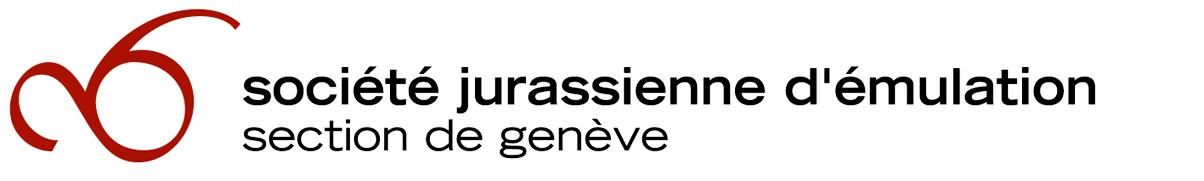 société jurassienne d'émulation
section de genève